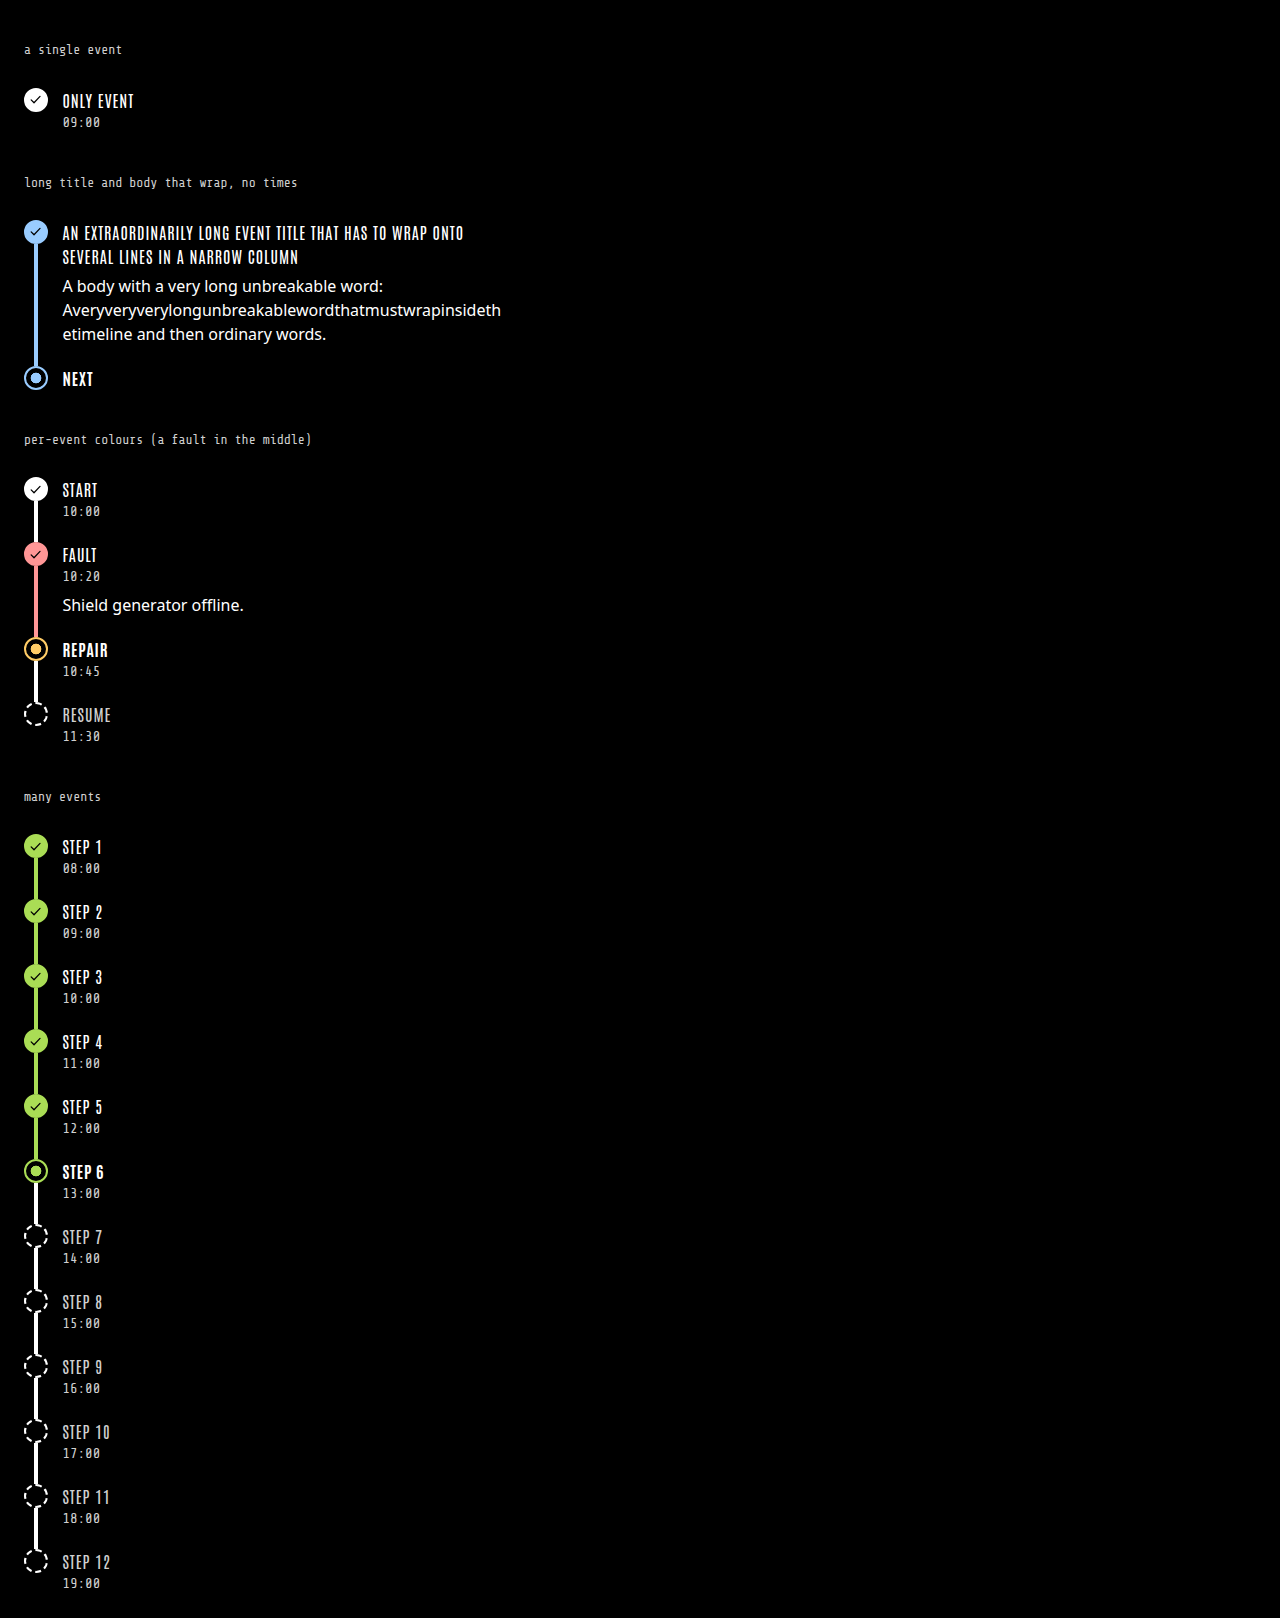 a single event
ONLY EVENT
09:00
long title and body that wrap, no times
AN EXTRAORDINARILY LONG EVENT TITLE THAT HAS TO WRAP ONTO
SEVERAL LINES IN A NARROW COLUMN
A body with a very long unbreakable word:
Averyveryverylongunbreakablewordthatmustwrapinsideth
etimeline and then ordinary words.
NEXT
per-event colours (a fault in the middle)
START
10:00
FAULT
10:20
Shield generator offline.
REPAIR
10:45
RESUME
11:30
many events
STEP 1
08:00
STEP 2
09:00
STEP 3
10:00
STEP 4
11:00
STEP 5
12:00
STEP 6
13:00
STEP 7
14:00
STEP 8
15:00
STEP 9
16:00
STEP 10
17:00
STEP 11
18:00
STEP 12
19:00